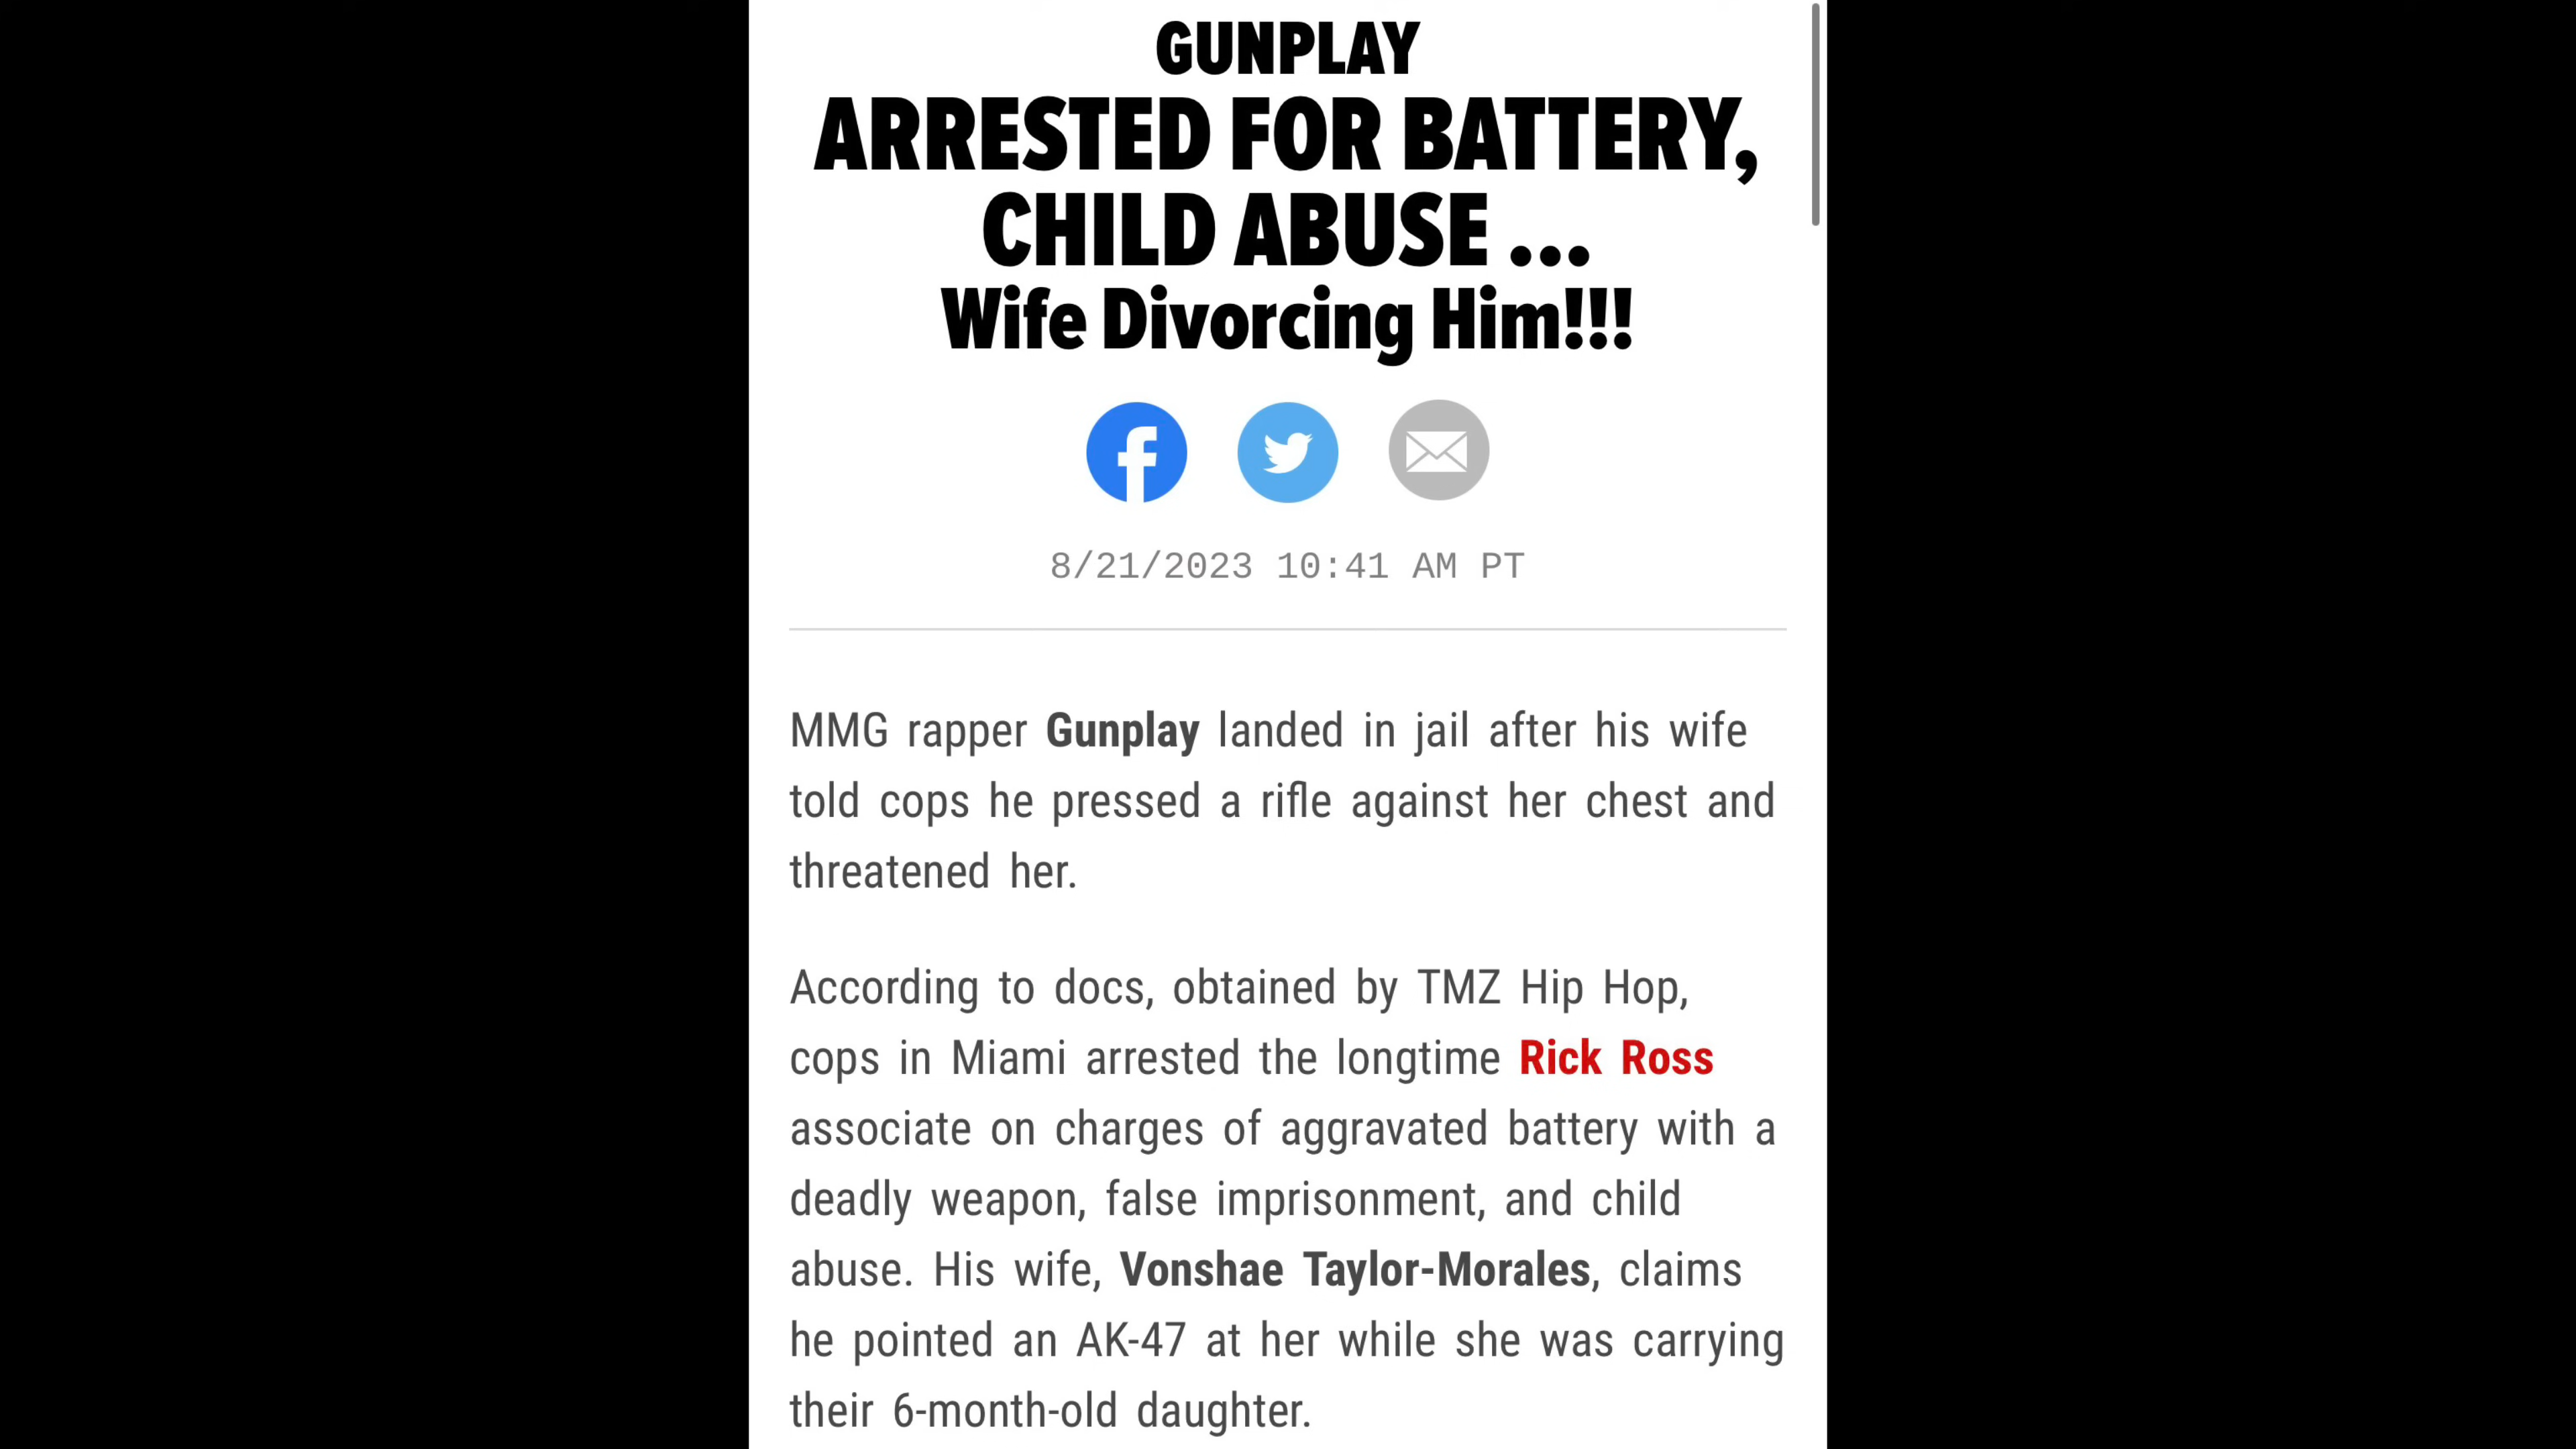 GUNPLAY
ARRESTED FOR BATTERY,
CHILD ABUSE ...
Wife Divorcing Him!!!
8/21/2023 10:41 AM PT
MMG rapper Gunplay landed in jail after his wife
told cops he pressed a rifle against her chest and
threatened her.
According to docs, obtained by TMZ Hip Hop,
cops in Miami arrested the longtime Rick Ross
associate on charges of aggravated battery with a
deadly weapon, false imprisonment, and child
abuse. His wife, Vonshae Taylor-Morales, claims
he pointed an AK-47 at her while she was carrying
their 6-month-old daughter.